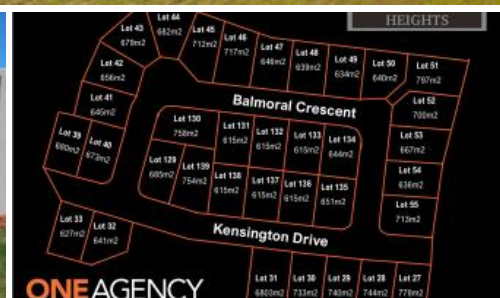 HEIGHTS
Lot 44
682m2
Lot 43
679m2
Lot 45
712m2
Lot 46
717m2
Lot 47
646m2
Lot 48
639m2
Lot 49
634m2
Lot 50
640m2
Lot 51
797m2
Lot 42
656m2
Lot 41
645m2
Lot 52
700m2
Balmoral Crescent
Lot 130
758m2
Lot 131
615m2
Lot 132
615m2
Lot 133
615m2
Lot 134
644m2
Lot 53
667m2
Lot 39
680m2
Lot 40
673m2
Lot 129
685m2
Lot 139
754m2
Lot 138
615m2
Lot 137
615m2
Lot 136
615m2
Lot 135
651m2
Lot 54
636m2
Lot 55
713m2
Lot 33
627m2
Lot 32
641m2
Kensington Drive
Lot 31
6803m2
Lot 30
733m2
Lot 29
740m2
Lot 28
744m2
Lot 27
778m2
ONE AGENCY